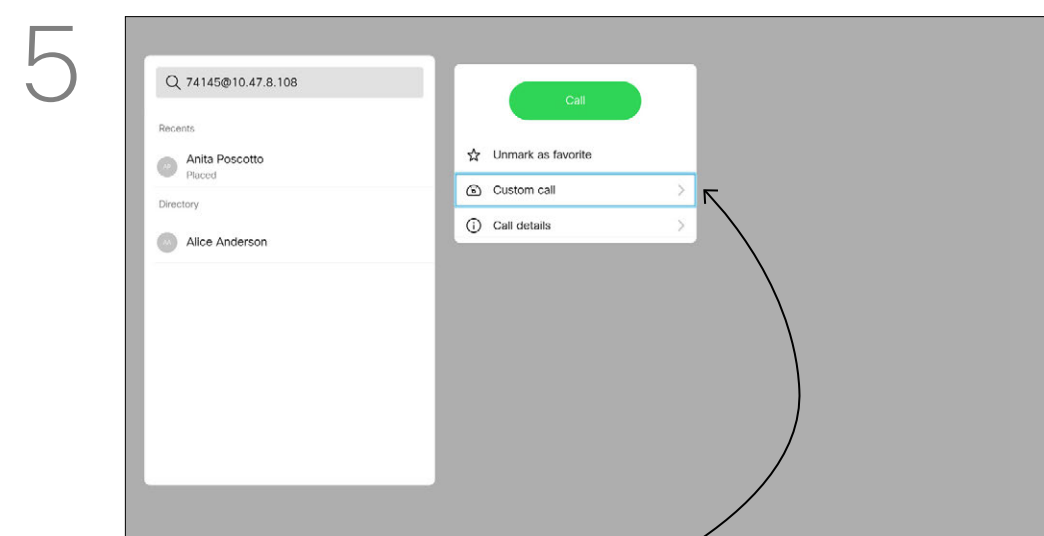 5
74145@10.47.8.108
Recents
Anita Poscotto
Placed
Directory
Alice Anderson
Call
Unmark as favorite
Custom call
Call details